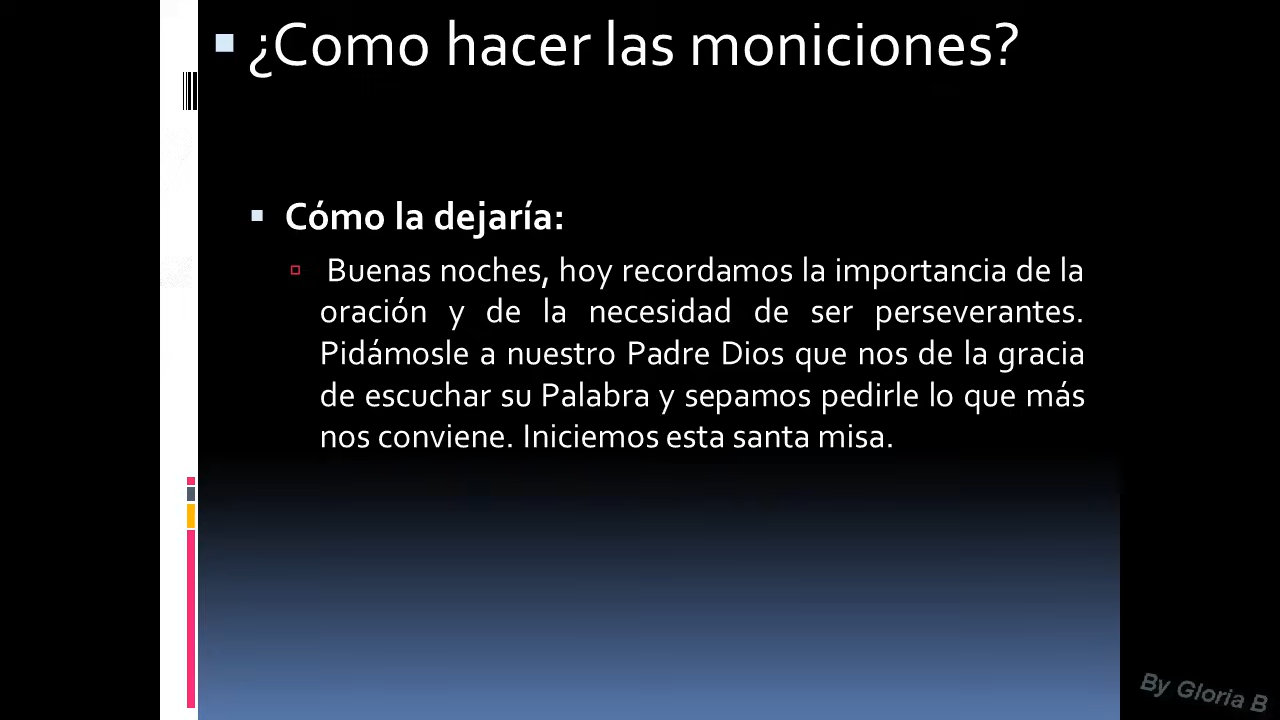 ¿Como hacer las moniciones?
Cómo la dejaría:
Buenas noches, hoy recordamos la importancia de la
oración y de la necesidad de ser perseverantes.
Pidámosle a nuestro Padre Dios que nos de la gracia
de escuchar su Palabra y sepamos pedirle lo que más
nos conviene. Iniciemos esta santa misa.
By Gloria B